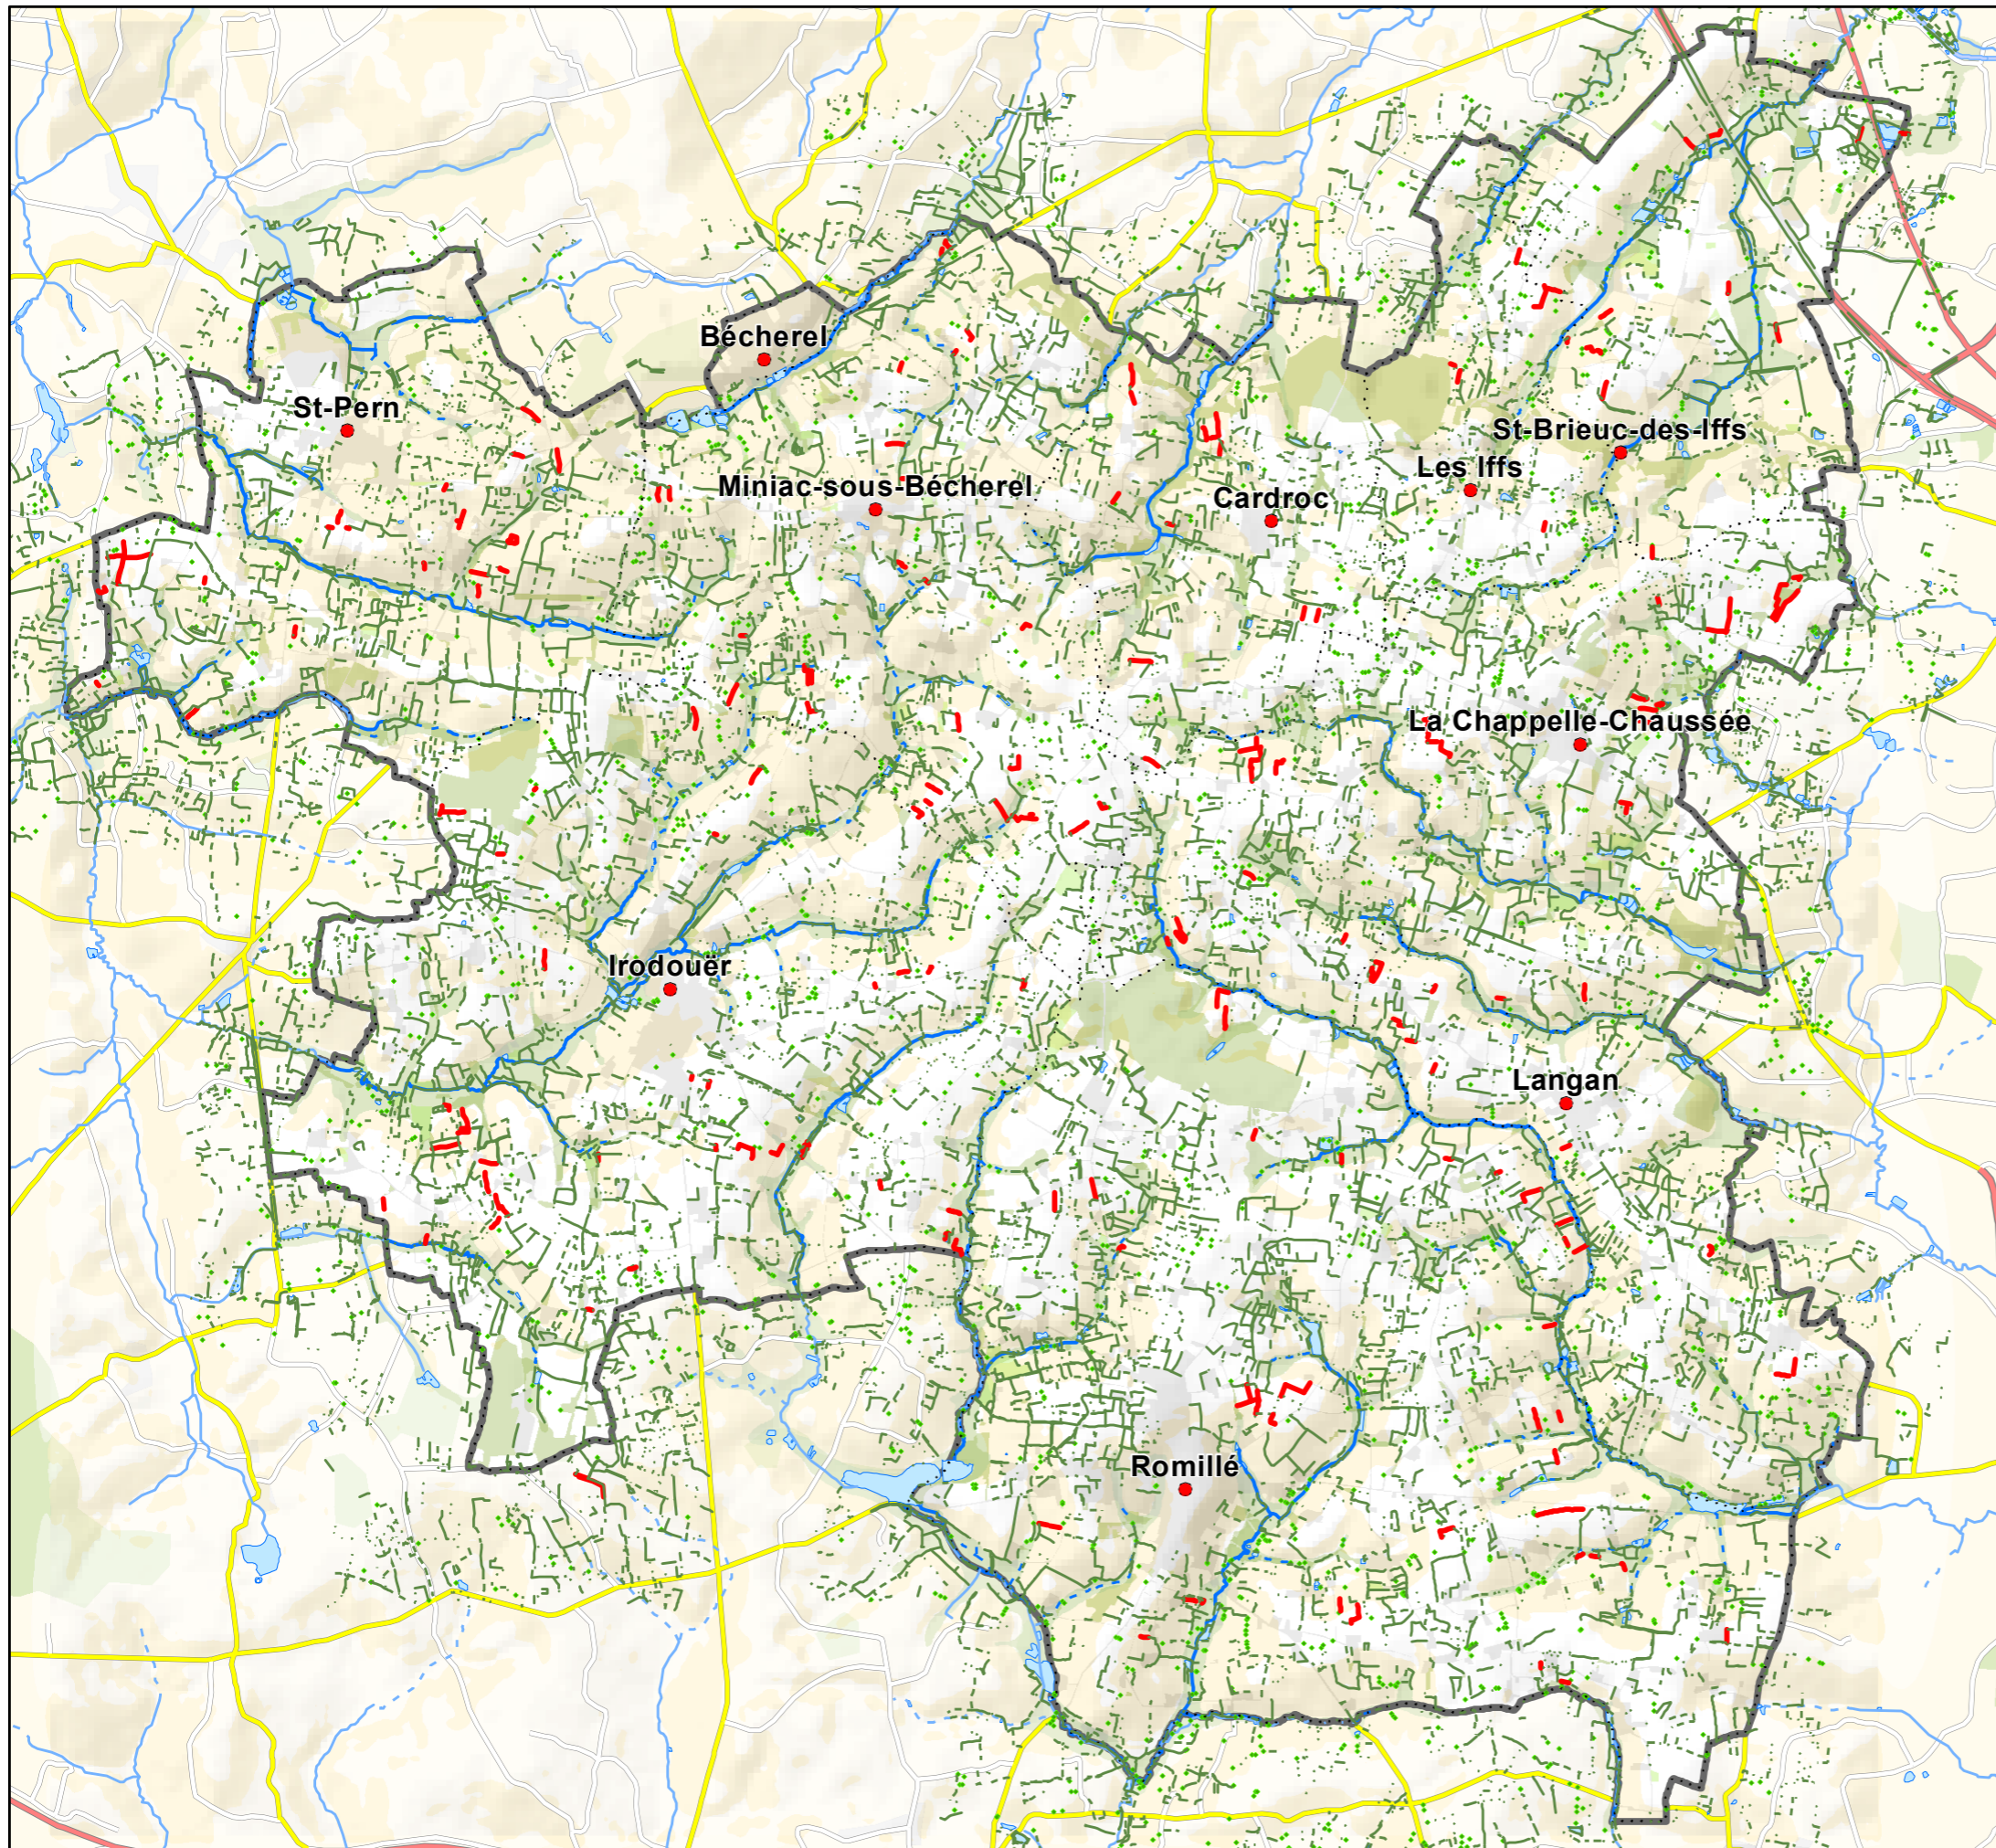 Bécherel
St-Pern
St-Brieuc-des-Iffs
Les Iffs
Miniac-sous-Bécherel
Cardroc
La Chappelle-Chaussée
Irodouër
Langan
Romillé